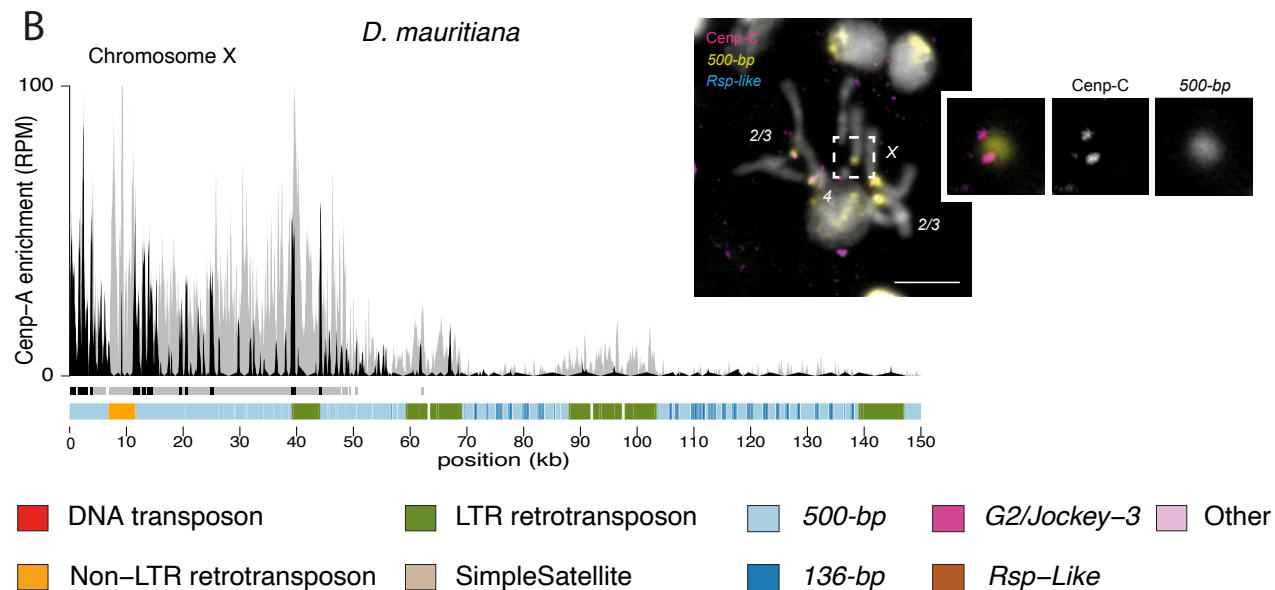 B
D. mauritiana
Chromosome X
Cenp-A enrichment (RPM)
100
0
0 10 20 30 40 50 60 70 80 90 100 110 120 130 140 150
position (kb)
Cenp-C
500-bp
Rsp-like
2/3
X
4
2/3
Cenp-C
500-bp
DNA transposon
LTR retrotransposon
500-bp
G2/Jockey-3
Other
Non-LTR retrotransposon
SimpleSatellite
136-bp
Rsp-Like